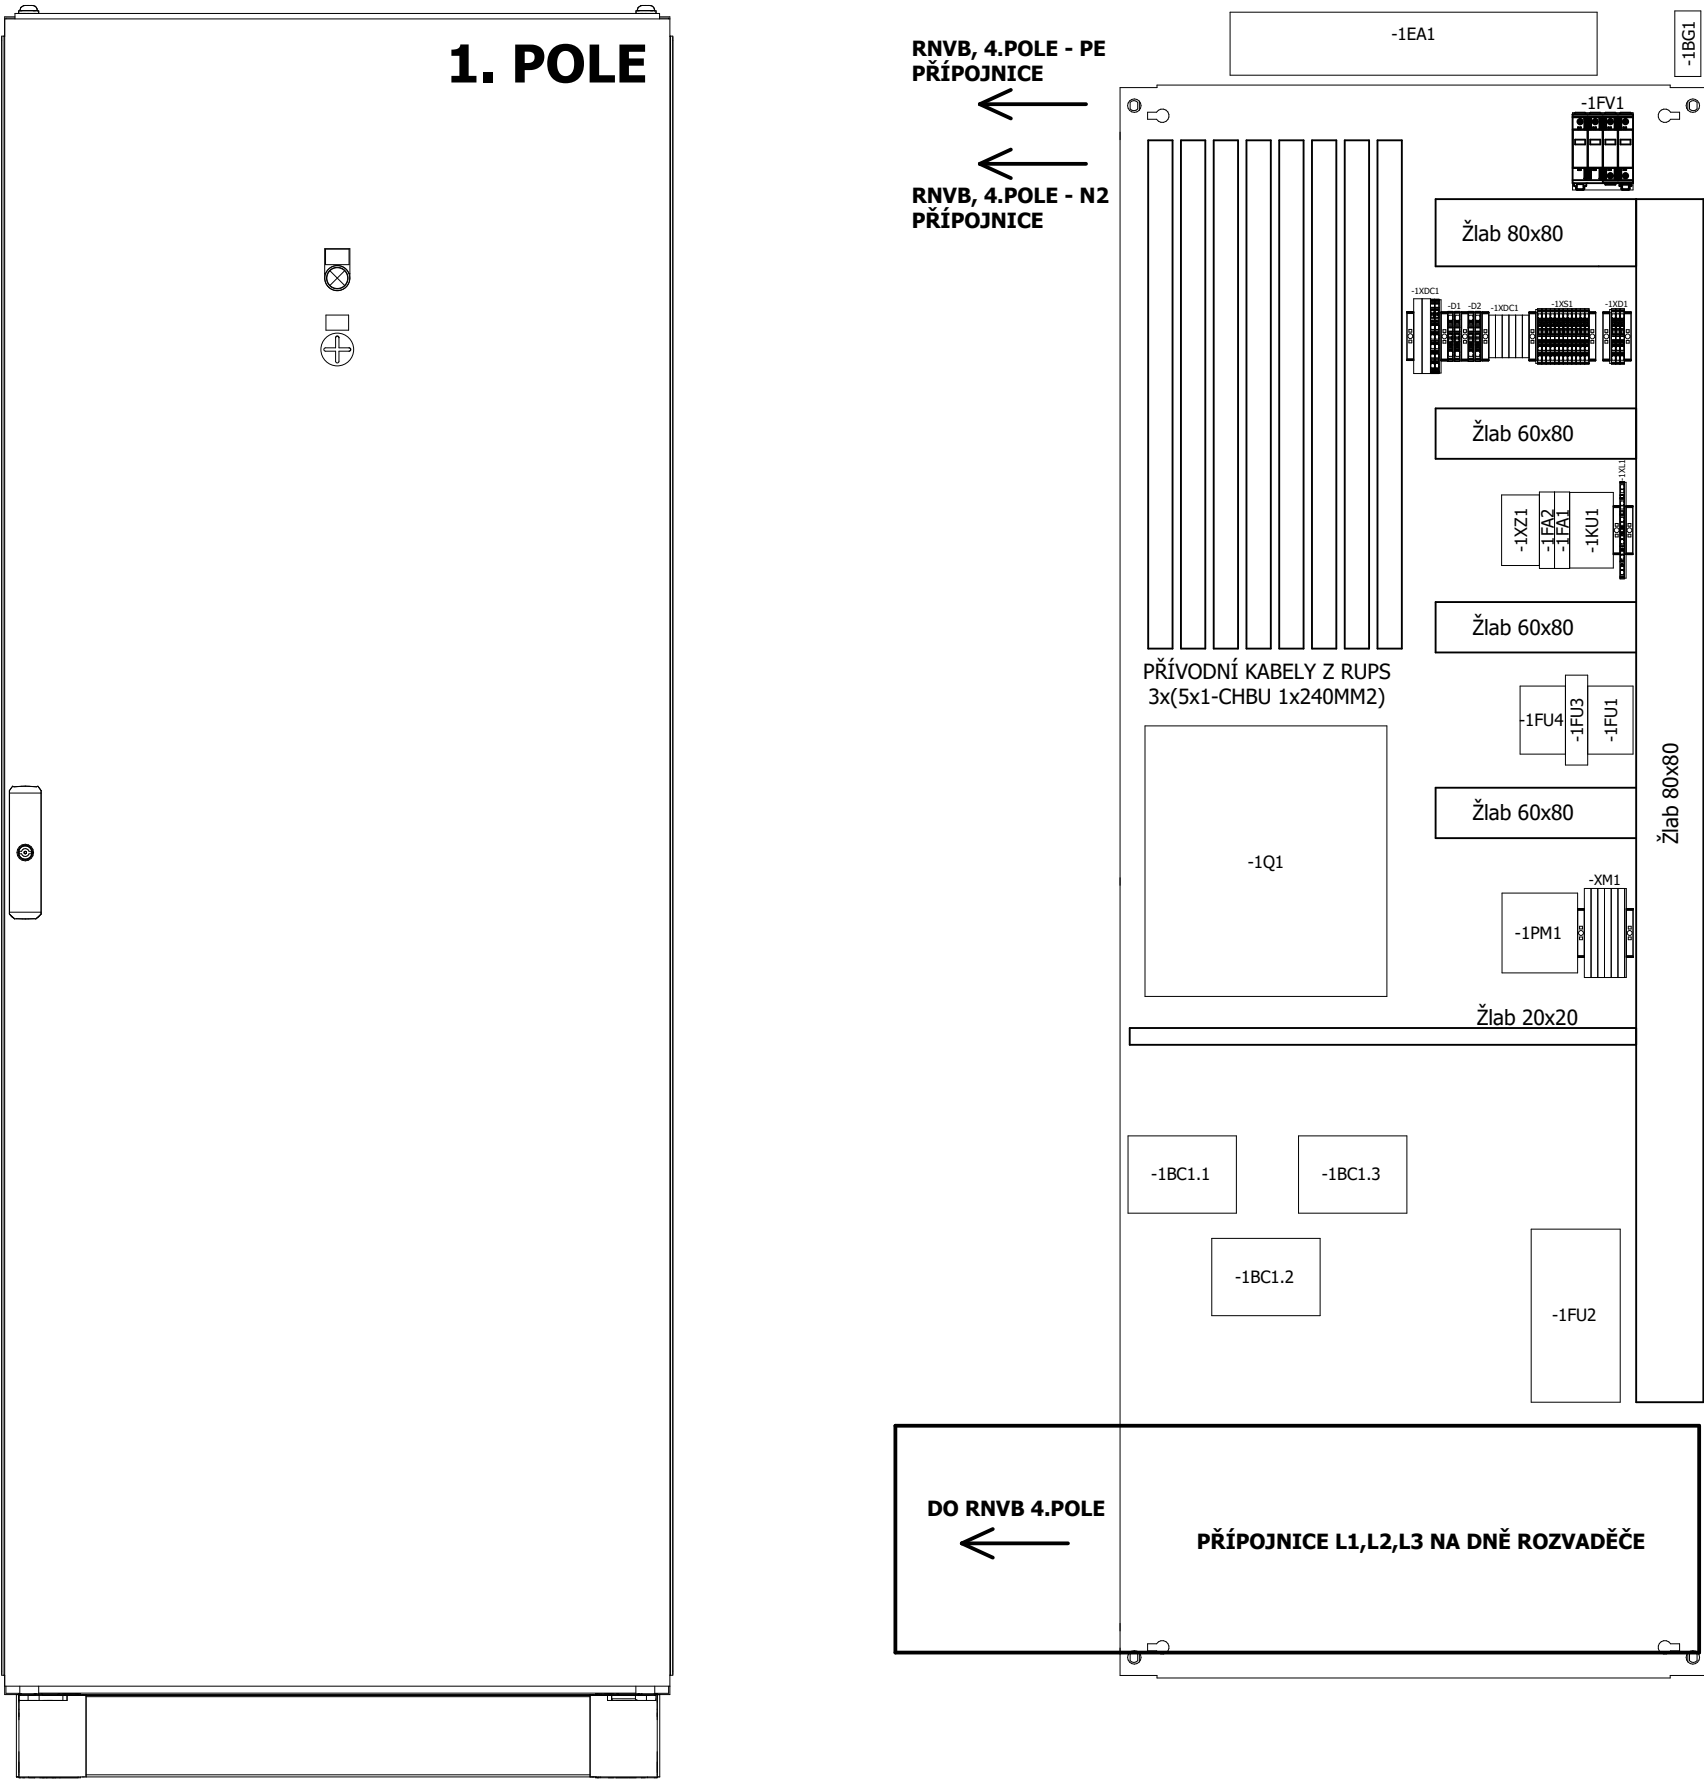 1. POLE
RNVB, 4.POLE - PE
PŘÍPOJNICE
RNVB, 4.POLE - N2
PŘÍPOJNICE
-1EA1
-1BG1
-1FV1
Žlab 80x80
-1XDC1
-D1
-D2
-1XDC1
-1XS1
-1XD1
Žlab 60x80
-1XL1
-1XZ1
-1FA2
-1FA1
-1KU1
Žlab 60x80
PŘÍVODNÍ KABELY Z RUPS
3x(5x1-CHBU 1x240MM2)
-1FU4
-1FU3
-1FU1
Žlab 80x80
Žlab 60x80
-1Q1
-XM1
-1PM1
Žlab 20x20
-1BC1.1
-1BC1.3
-1BC1.2
-1FU2
DO RNVB 4.POLE
PŘÍPOJNICE L1,L2,L3 NA DNĚ ROZVADĚČE